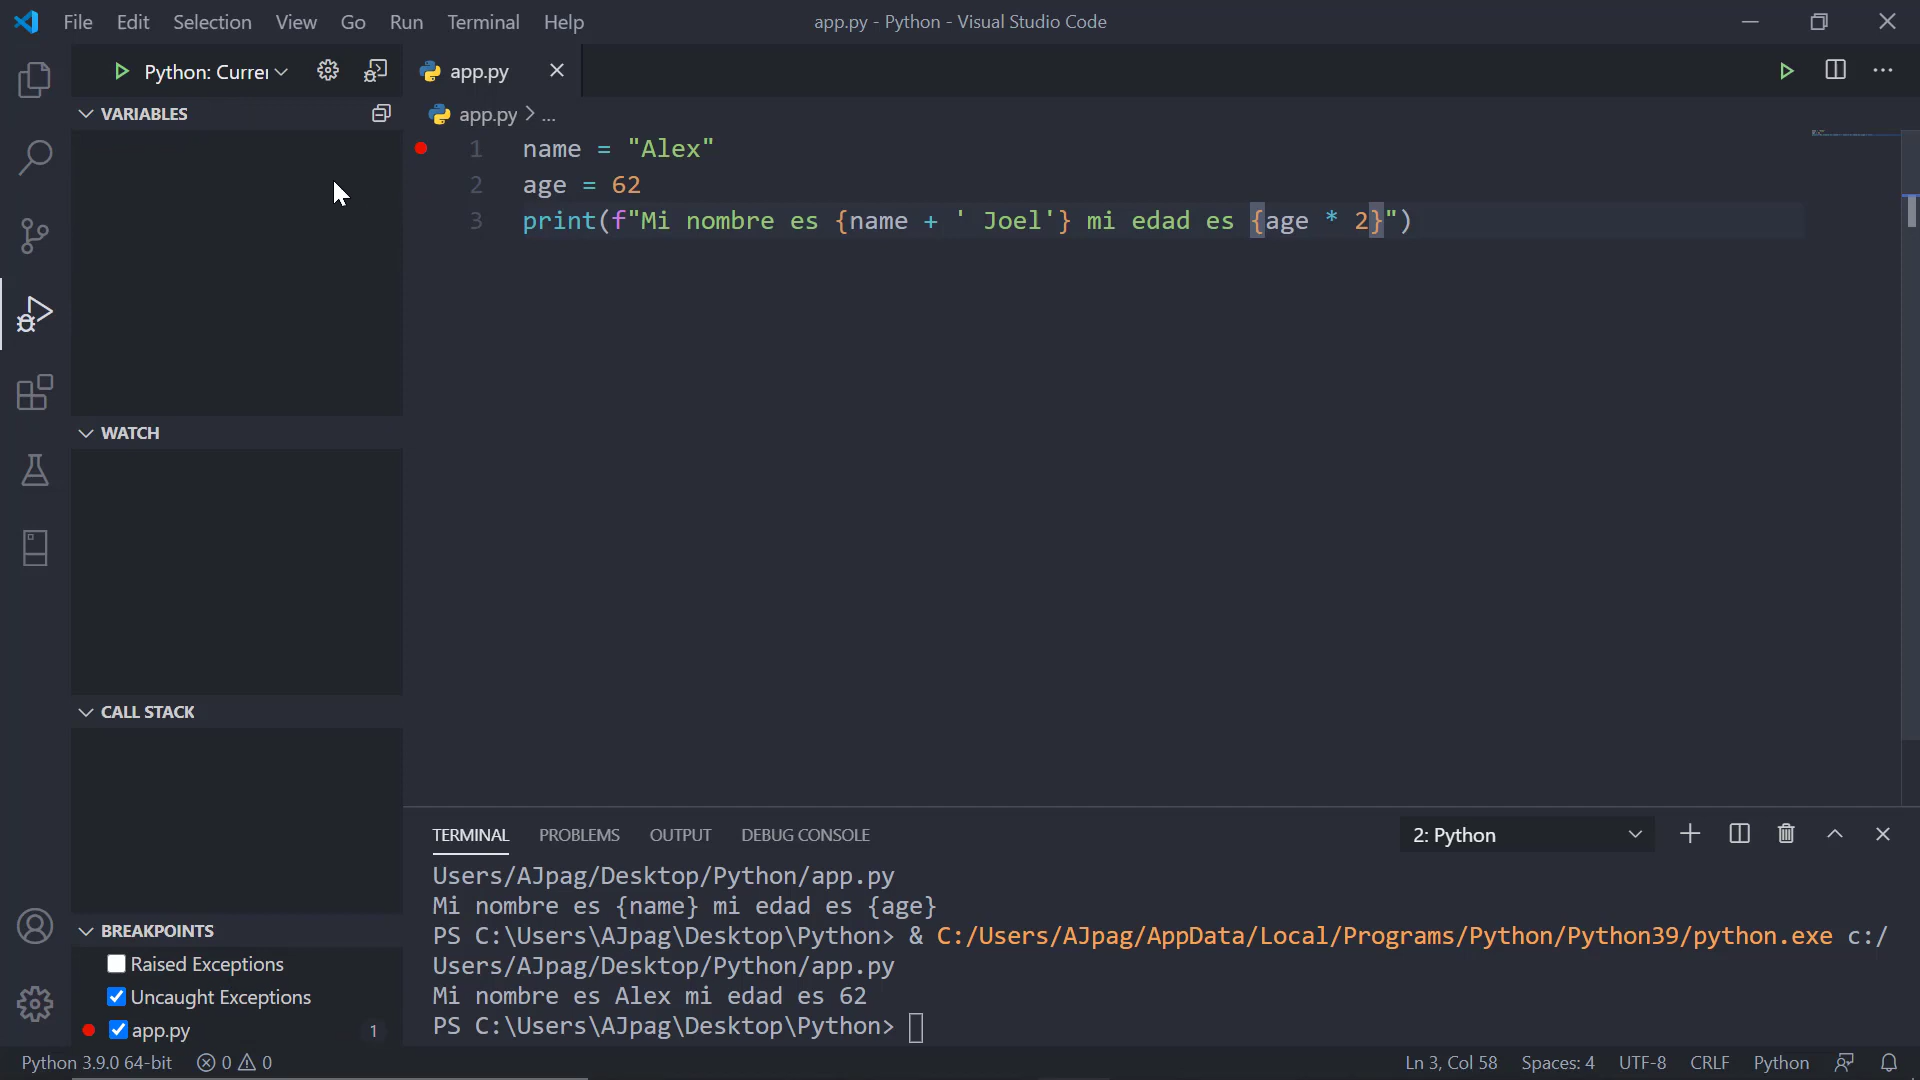 File Edit Selection View Go Run Terminal Help
app.py - Python - Visual Studio Code
Python: Currer
app.py
VARIABLES
app.py > ...
1 name = "Alex"
2 age = 62
3 print(f"Mi nombre es {name + ' Joel'} mi edad es {age * 2}")
WATCH
CALL STACK
BREAKPOINTS
Raised Exceptions
Uncaught Exceptions
app.py 1
TERMINAL PROBLEMS OUTPUT DEBUG CONSOLE
2: Python
Users/AJpag/Desktop/Python/app.py
Mi nombre es {name} mi edad es {age}
PS C:\Users\AJpag\Desktop\Python> & C:/Users/AJpag/AppData/Local/Programs/Python/Python39/python.exe c:/
Users/AJpag/Desktop/Python/app.py
Mi nombre es Alex mi edad es 62
PS C:\Users\AJpag\Desktop\Python>
Python 3.9.0 64-bit 0 0
Ln 3, Col 58 Spaces: 4 UTF-8 CRLF Python